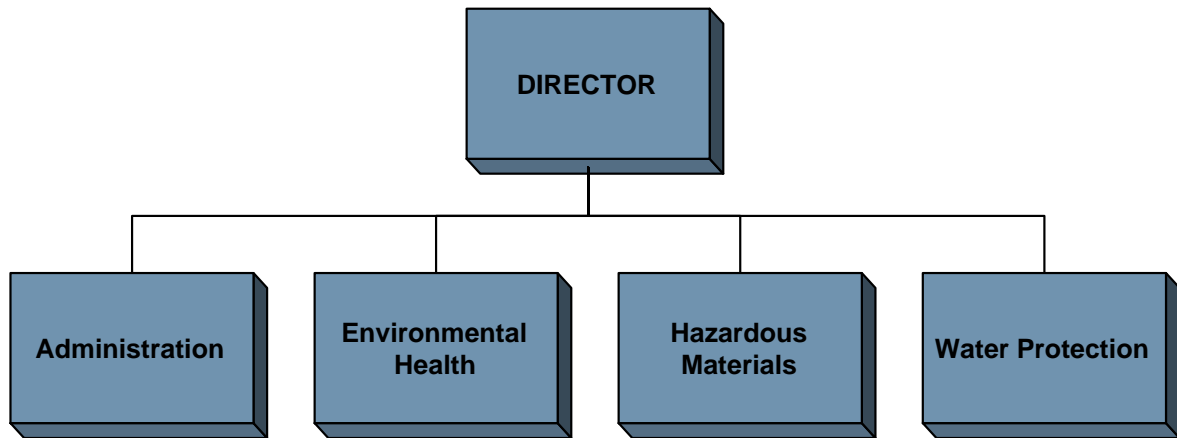 DIRECTOR
Administration
Environmental
Health
Hazardous
Materials
Water Protection